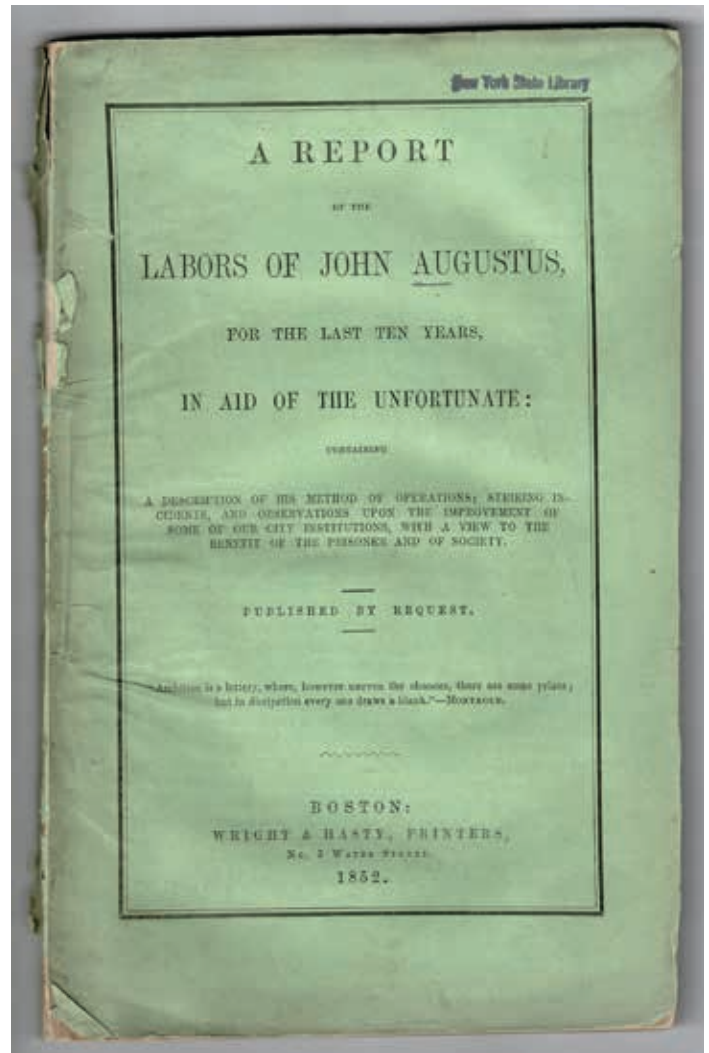 New York State Library
A REPORT
OF THE
LABORS OF JOHN AUGUSTUS,
FOR THE LAST TEN YEARS,
IN AID OF THE UNFORTUNATE:
CONTAINING
A DESCRIPTION OF HIS METHOD OF OPERATIONS; STRIKING IN-
CIDENTS, AND OBSERVATIONS UPON THE IMPROVEMENT OF
SOME OF OUR CITY INSTITUTIONS, WITH A VIEW TO THE
BENEFIT OF THE PRISONER AND OF SOCIETY.
PUBLISHED BY REQUEST.
"Ambition is a lottery, where, however uneven the chances, there are some prizes;
but in dissipation every one draws a blank."—MONTAGUE.
BOSTON:
WRIGHT & HASTY, PRINTERS,
No. 3 WATER STREET.
1852.